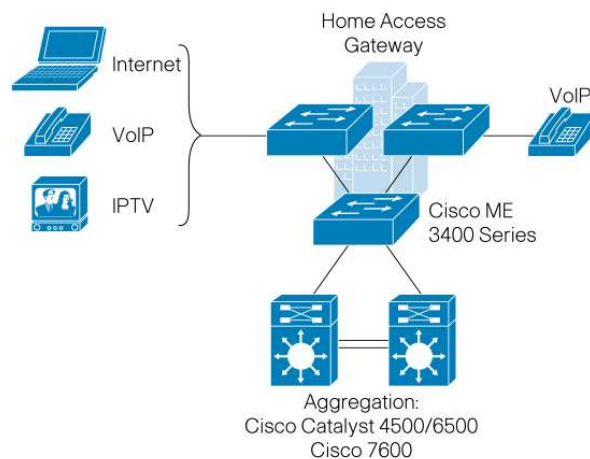 Home Access
Gateway
Internet
VoIP
VoIP
IPTV
Cisco ME
3400 Series
Aggregation:
Cisco Catalyst 4500/6500
Cisco 7600